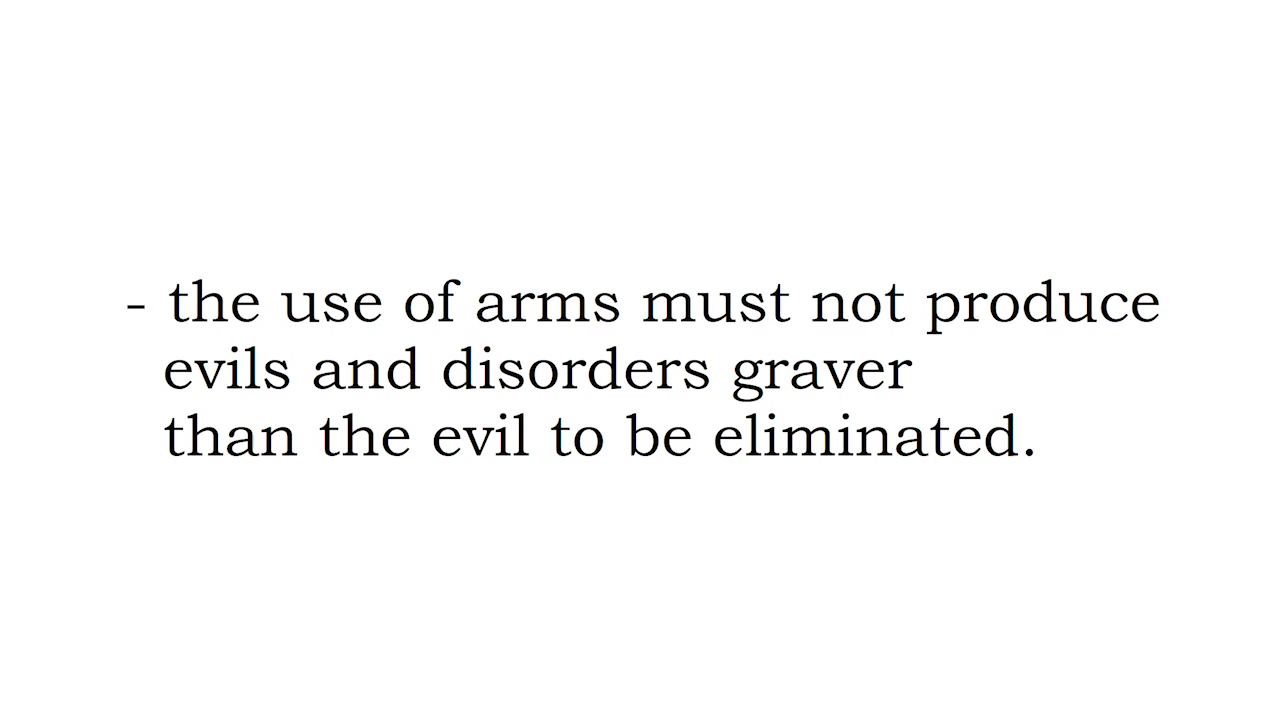 - the use of arms must not produce
evils and disorders graver
than the evil to be eliminated.